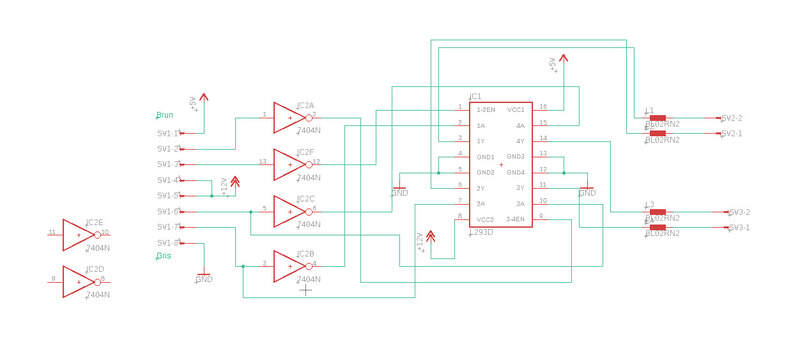 Brun
SV1-1
SV1-2
SV1-3
SV1-4
SV1-5
SV1-6
SV1-7
SV1-8
+5V
+12V
GND
IC2A
1
2
7404N
IC2F
13
12
7404N
IC2C
5
6
7404N
IC2B
3
4
7404N
IC2E
11
10
7404N
IC2D
9
8
7404N
IC1
1-2EN
1A
1Y
GND1
GND2
2Y
2A
VCC2
VCC1
4A
4Y
GND3
GND4
3Y
3A
3-4EN
1
2
3
4
5
6
7
8
16
15
14
13
12
11
10
9
L293D
+5V
GND
GND
+12V
L1
BL02RN2
BL02RN2
SV2-2
SV2-1
L3
BL02RN2
BL02RN2
SV3-2
SV3-1